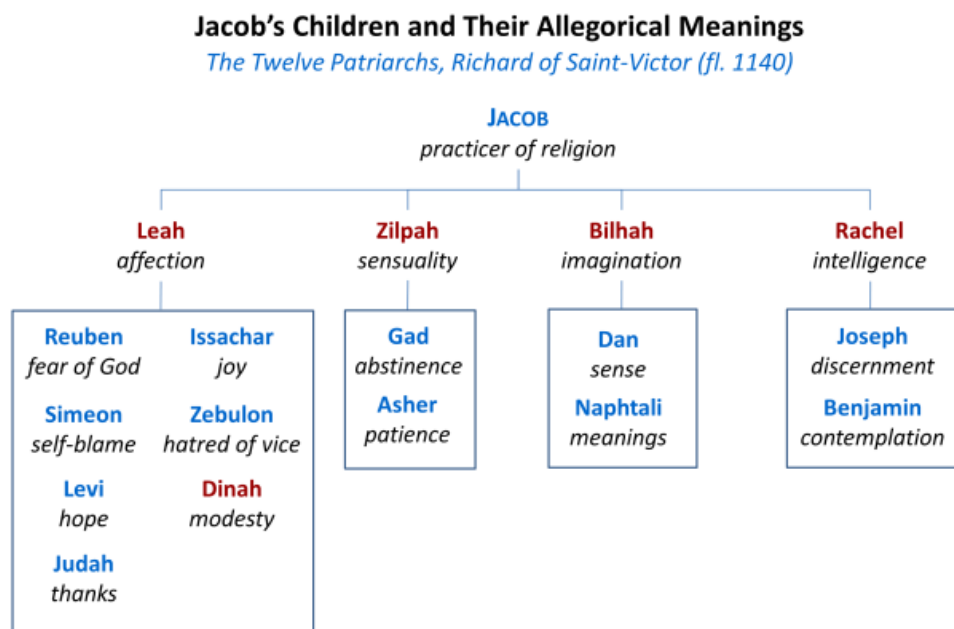 Jacob’s Children and Their Allegorical Meanings
The Twelve Patriarchs, Richard of Saint-Victor (fl. 1140)
JACOB
practicer of religion
Leah
affection
Zilpah
sensuality
Bilhah
imagination
Rachel
intelligence
Reuben
fear of God
Simeon
self-blame
Levi
hope
Judah
thanks
Issachar
joy
Zebulon
hatred of vice
Dinah
modesty
Gad
abstinence
Asher
patience
Dan
sense
Naphtali
meanings
Joseph
discernment
Benjamin
contemplation